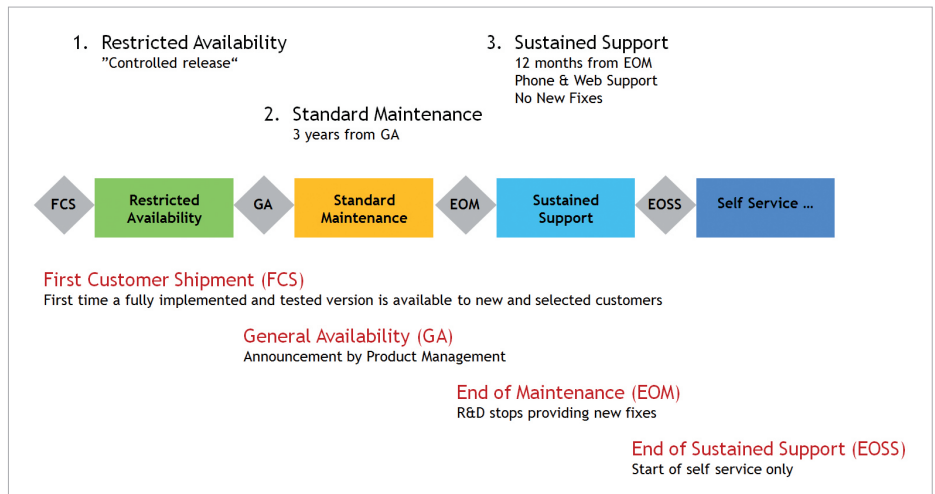 1. Restricted Availability
”Controlled release“
3. Sustained Support
12 months from EOM
Phone & Web Support
No New Fixes
2. Standard Maintenance
3 years from GA
FCS
Restricted
Availability
GA
Standard
Maintenance
EOM
Sustained
Support
EOSS
Self Service ...
First Customer Shipment (FCS)
First time a fully implemented and tested version is available to new and selected customers
General Availability (GA)
Announcement by Product Management
End of Maintenance (EOM)
R&D stops providing new fixes
End of Sustained Support (EOSS)
Start of self service only